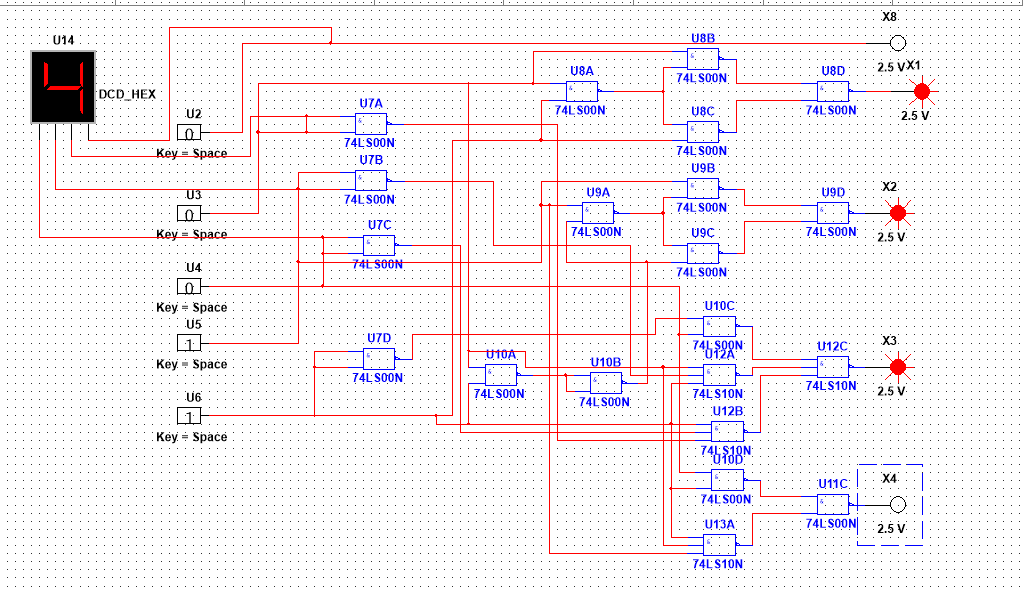 X8
U14
4
DCD_HEX
U8B
2.5 V
X1
74LS00N
U8A
U8D
74LS00N
74LS00N
2.5 V
U2
0
Key = Space
U7A
74LS00N
U8C
74LS00N
U7B
74LS00N
U9B
74LS00N
U3
0
Key = Space
U9A
74LS00N
U9D
74LS00N
X2
2.5 V
U7C
74LS00N
U9C
74LS00N
U4
0
Key = Space
U5
1
Key = Space
U10C
74LS00N
U7D
74LS00N
U10A
74LS00N
U10B
74LS00N
U12A
74LS10N
U12C
74LS10N
X3
2.5 V
U6
1
Key = Space
U12B
74LS10N
U10D
74LS00N
U11C
74LS00N
X4
2.5 V
U13A
74LS10N